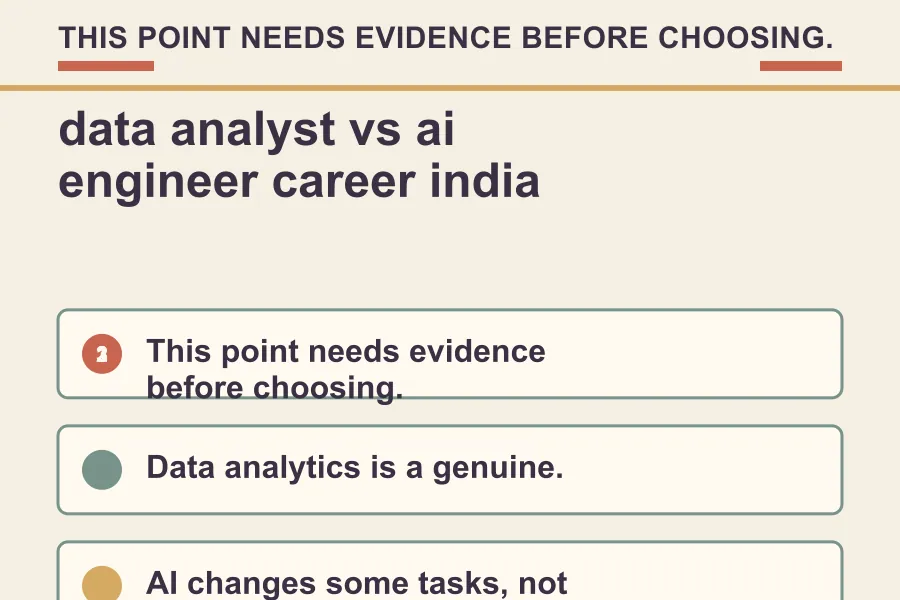 THIS POINT NEEDS EVIDENCE BEFORE CHOOSING.
data analyst vs ai
engineer career india
This point needs evidence
before choosing.
Data analytics is a genuine.
AI changes some tasks, not